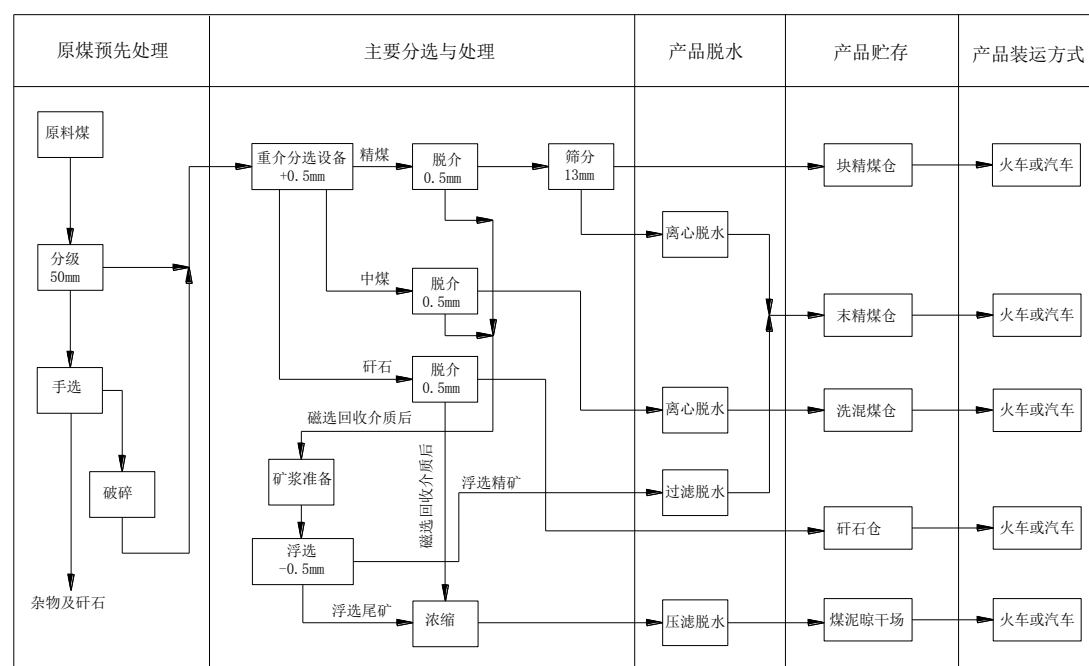 原煤预先处理
主要分选与处理
产品脱水
产品贮存
产品装运方式
原料煤
分级
50mm
手选
破碎
杂物及矸石
重介分选设备
+0.5mm
精煤
脱介
0.5mm
筛分
13mm
中煤
脱介
0.5mm
矸石
脱介
0.5mm
磁选回收介质后
磁选回收介质后
矿浆准备
浮选
-0.5mm
浮选精矿
浮选尾矿
浓缩
离心脱水
离心脱水
过滤脱水
压滤脱水
块精煤仓
末精煤仓
洗混煤仓
矸石仓
煤泥晾干场
火车或汽车
火车或汽车
火车或汽车
火车或汽车
火车或汽车